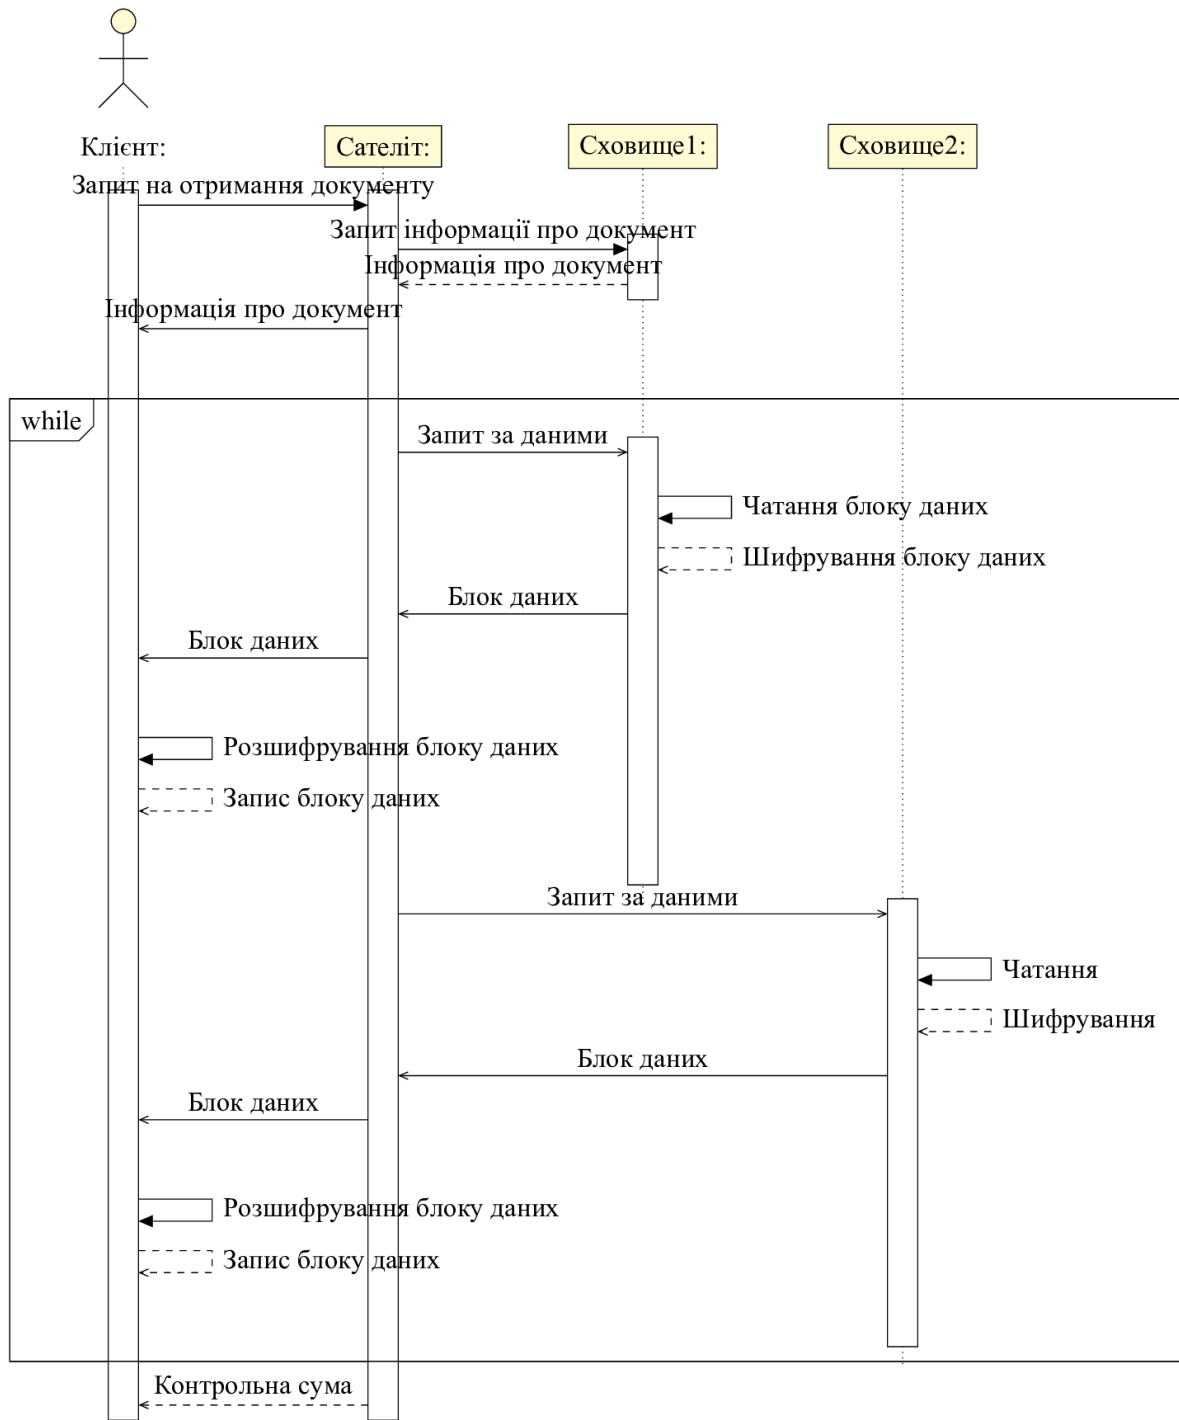 Клієнт:
Сателіт:
Сховище1:
Сховище2:
Запит на отримання документу
Запит інформації про документ
Інформація про документ
Інформація про документ
while
Запит за даними
Чатання блоку даних
Шифрування блоку даних
Блок даних
Блок даних
Розшифрування блоку даних
Запис блоку даних
Запит за даними
Чатання
Шифрування
Блок даних
Блок даних
Розшифрування блоку даних
Запис блоку даних
Контрольна сума